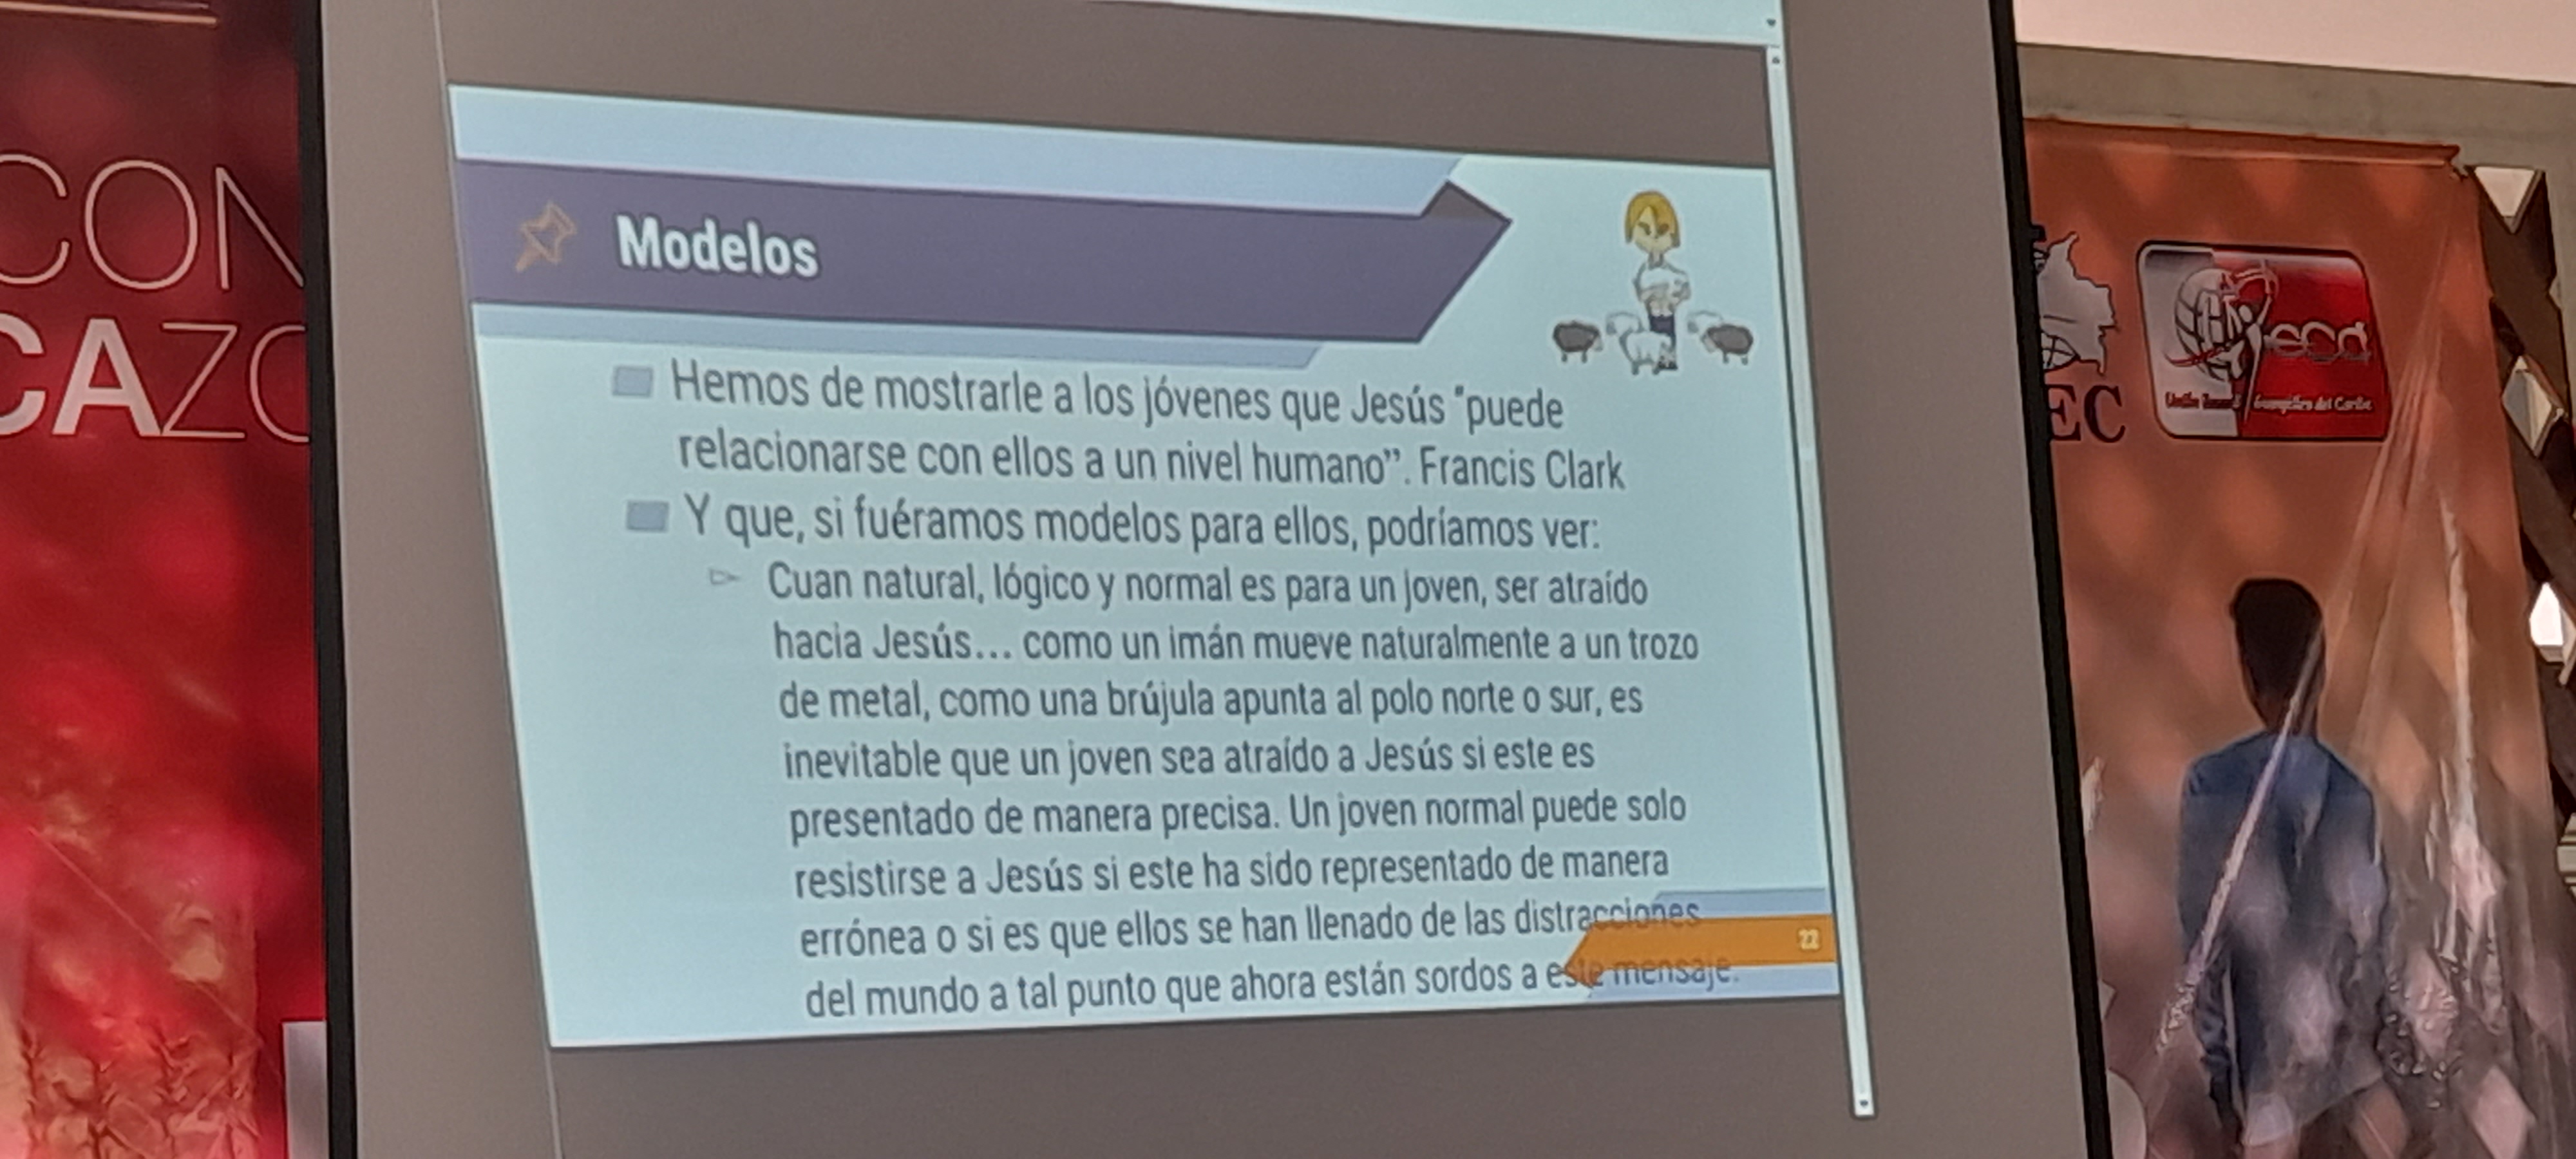 CON
CAZO
Modelos
Hemos de mostrarle a los jóvenes que Jesús "puede
relacionarse con ellos a un nivel humano”. Francis Clark
Y que, si fuéramos modelos para ellos, podríamos ver:
Cuan natural, lógico y normal es para un joven, ser atraído
hacia Jesús... como un imán mueve naturalmente a un trozo
de metal, como una brújula apunta al polo norte o sur, es
inevitable que un joven sea atraído a Jesús si este es
presentado de manera precisa. Un joven normal puede solo
resistirse a Jesús si este ha sido representado de manera
errónea o si es que ellos se han llenado de las distracciones
del mundo a tal punto que ahora están sordos a este mensaje.
22
EC
del Caribe